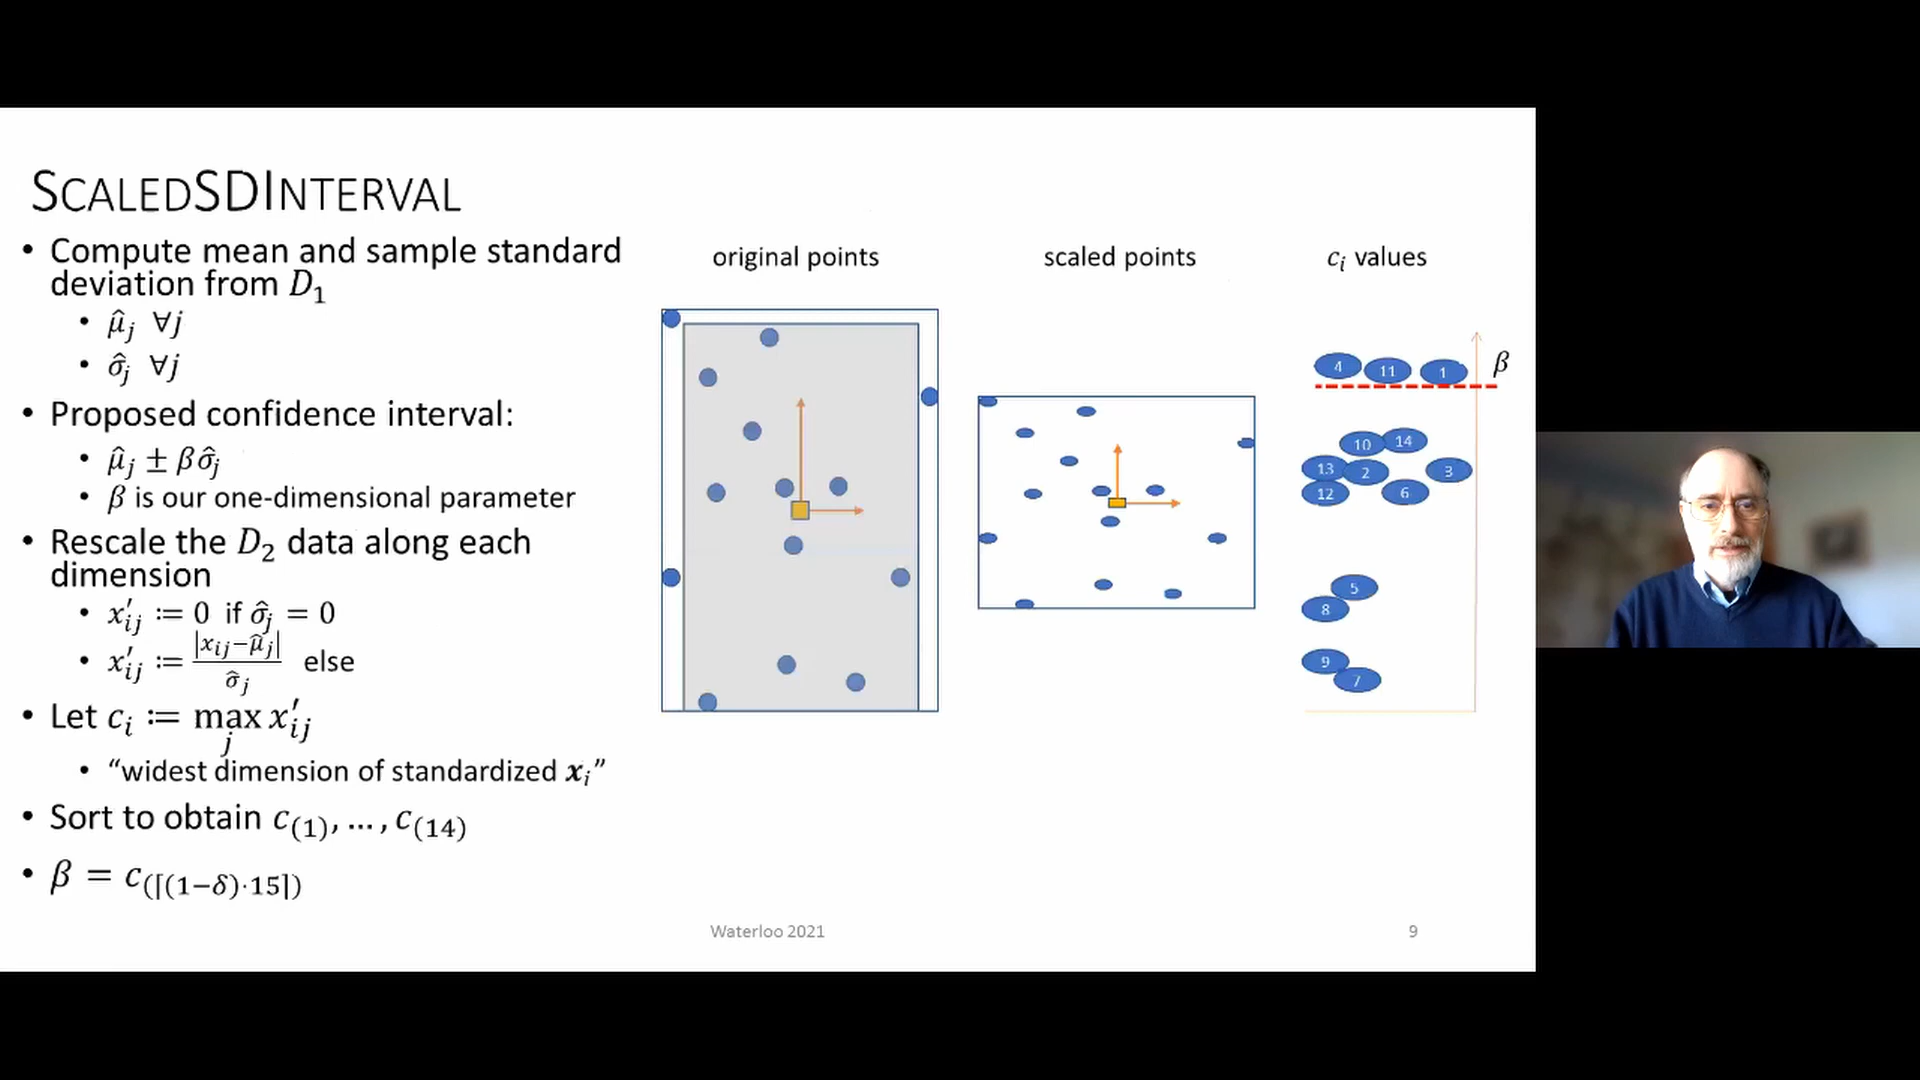 SCALEDSDINTERVAL
• Compute mean and sample standard
deviation from D₁
• μ̂ⱼ ∀j
• σ̂ⱼ ∀j
• Proposed confidence interval:
• μ̂ⱼ ± βσ̂ⱼ
• β is our one-dimensional parameter
• Rescale the D₂ data along each
dimension
• x′ᵢⱼ := 0 if σ̂ⱼ = 0
• x′ᵢⱼ := |xᵢⱼ−μ̂ⱼ| / σ̂ⱼ else
• Let cᵢ := max_j x′ᵢⱼ
• “widest dimension of standardized xᵢ”
• Sort to obtain c₍₁₎, … , c₍₁₄₎
• β = c_(⌈(1−δ)·15⌉)
original points
scaled points
cᵢ values
β
4 11 1
10 14
13 2 3
12 6
5
8
9
7
Waterloo 2021
9